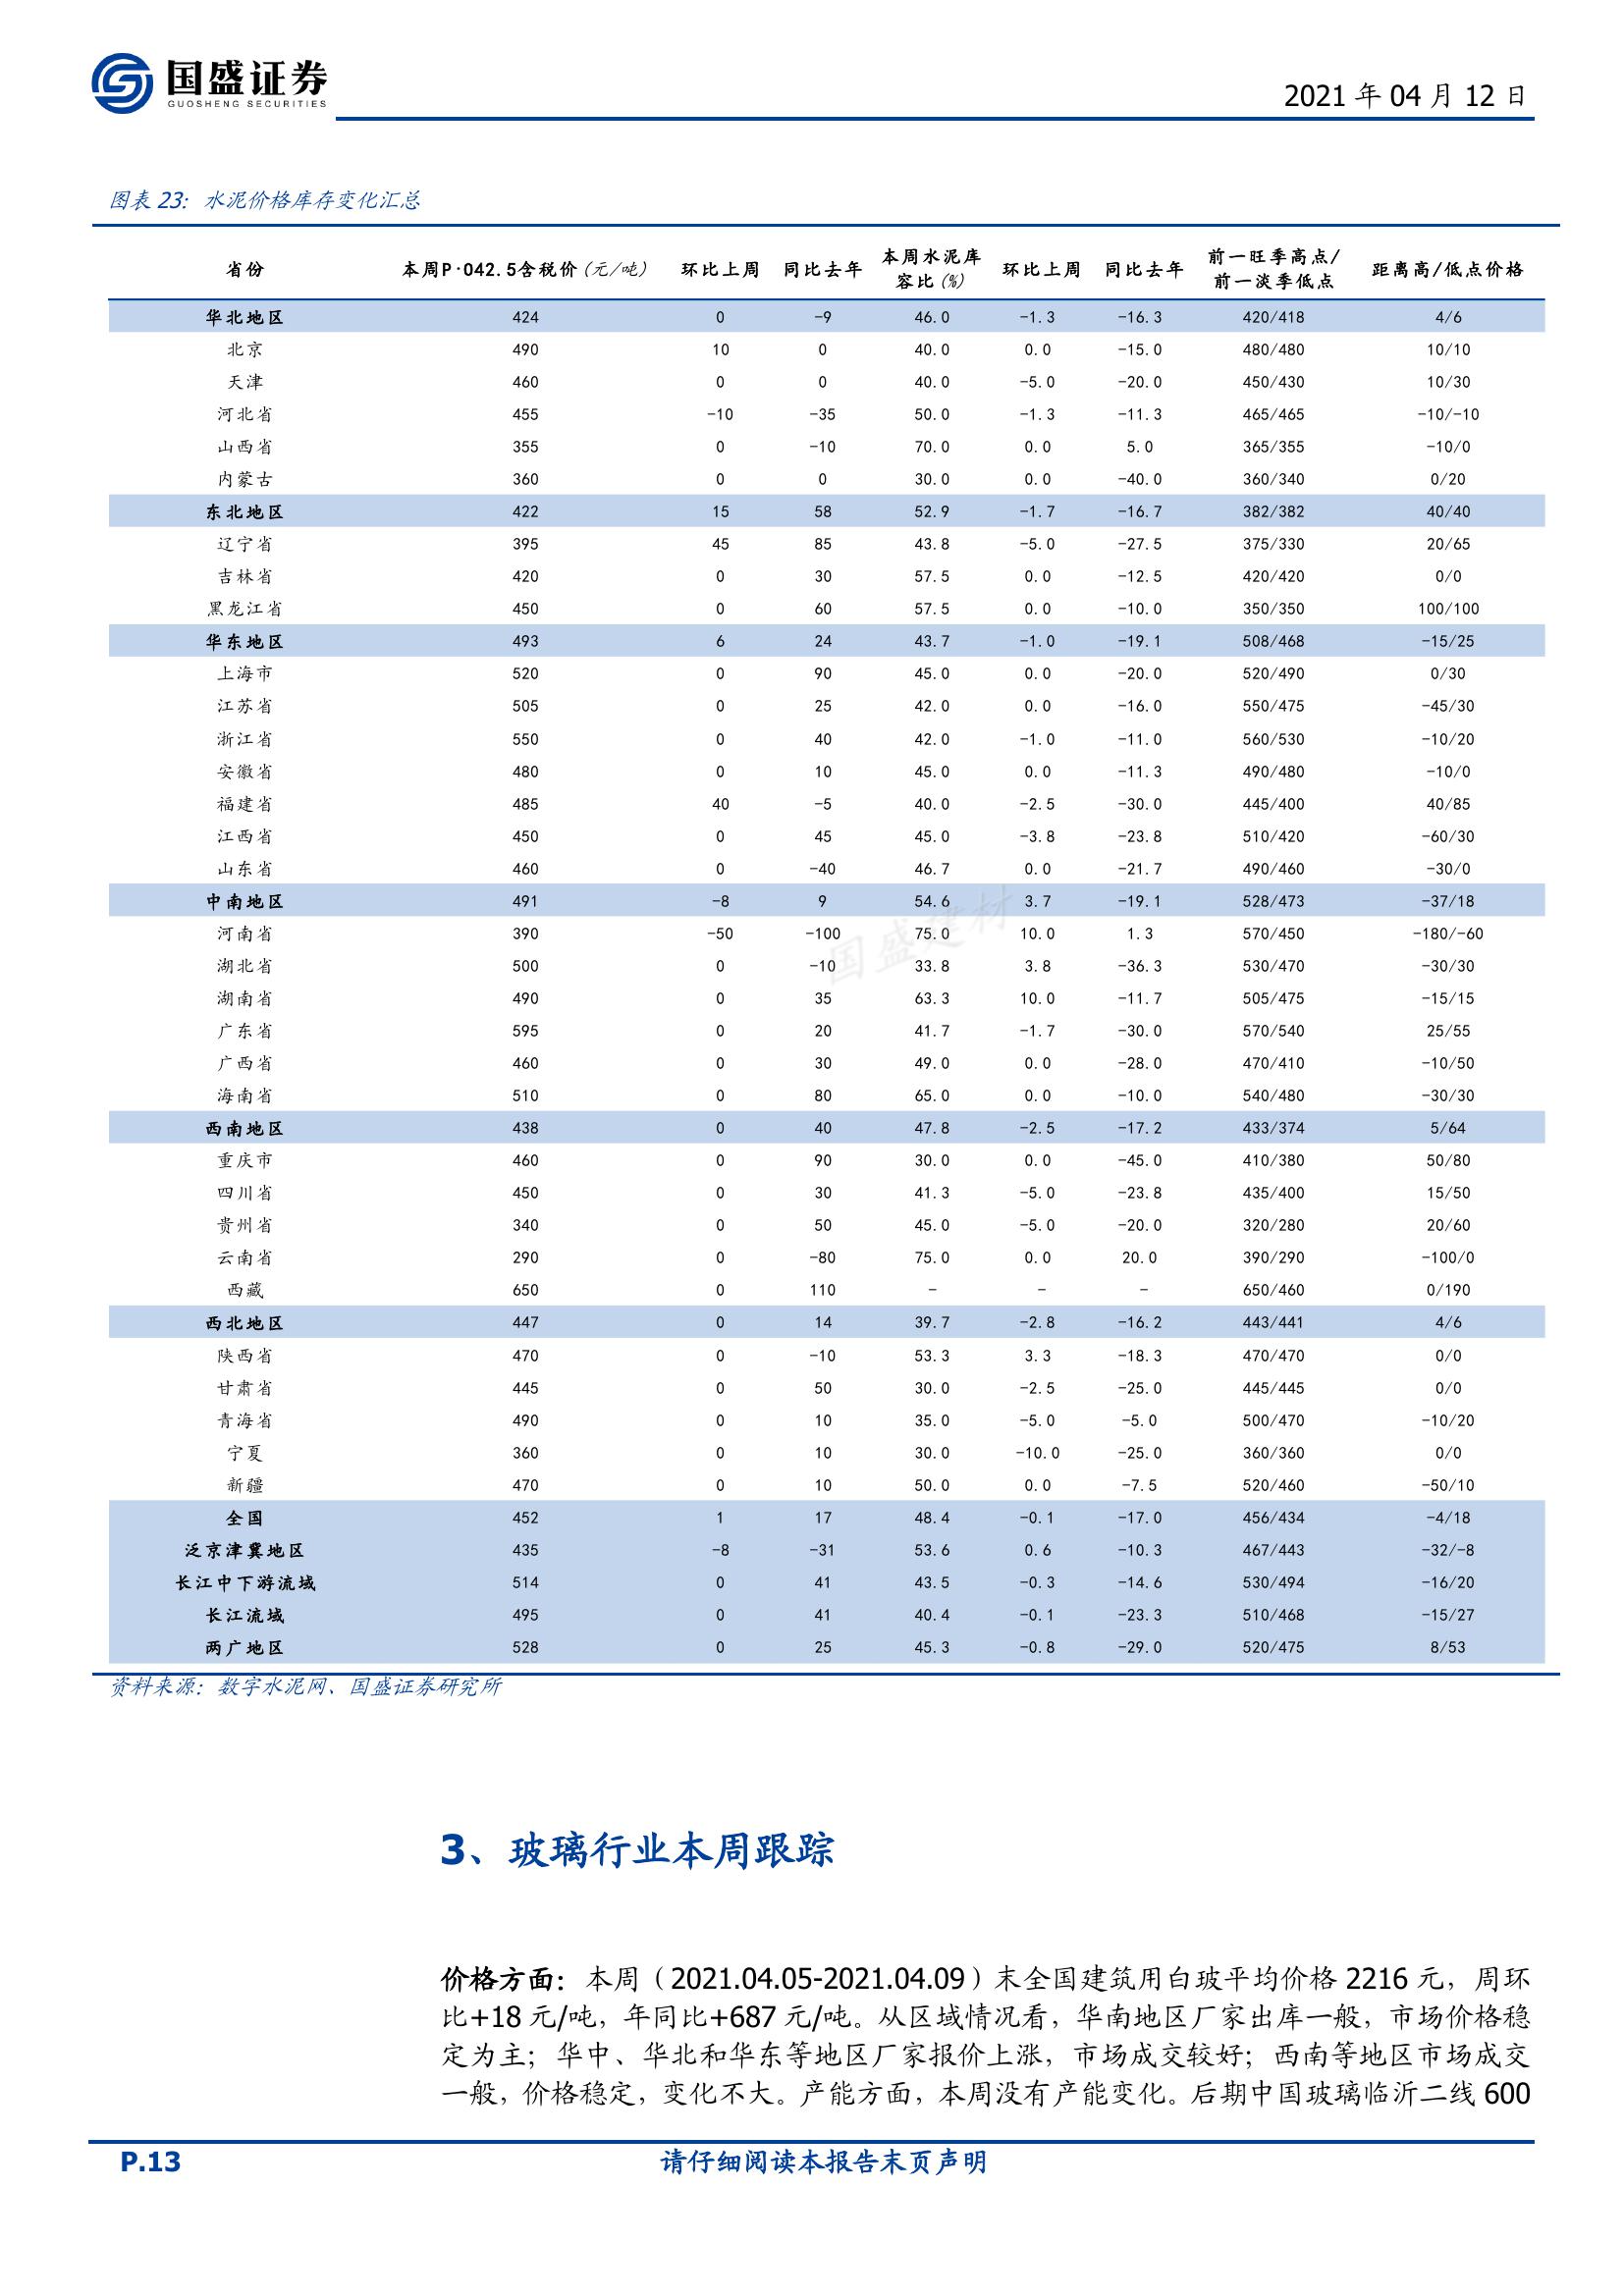 国盛证券
GUOSHENG SECURITIES
2021 年 04 月 12 日
图表 23：水泥价格库存变化汇总
省份 本周P·042.5含税价(元/吨) 环比上周 同比去年 本周水泥库容比(%) 环比上周 同比去年 前一旺季高点/前一淡季低点 距离高/低点价格
华北地区 424 0 -9 46.0 -1.3 -16.3 420/418 4/6
北京 490 10 0 40.0 0.0 -15.0 480/480 10/10
天津 460 0 0 40.0 -5.0 -20.0 450/430 10/30
河北省 455 -10 -35 50.0 -1.3 -11.3 465/465 -10/-10
山西省 355 0 -10 70.0 0.0 5.0 365/355 -10/0
内蒙古 360 0 0 30.0 0.0 -40.0 360/340 0/20
东北地区 422 15 58 52.9 -1.7 -16.7 382/382 40/40
辽宁省 395 45 85 43.8 -5.0 -27.5 375/330 20/65
吉林省 420 0 30 57.5 0.0 -12.5 420/420 0/0
黑龙江省 450 0 60 57.5 0.0 -10.0 350/350 100/100
华东地区 493 6 24 43.7 -1.0 -19.1 508/468 -15/25
上海市 520 0 90 45.0 0.0 -20.0 520/490 0/30
江苏省 505 0 25 42.0 0.0 -16.0 550/475 -45/30
浙江省 550 0 40 42.0 -1.0 -11.0 560/530 -10/20
安徽省 480 0 10 45.0 0.0 -11.3 490/480 -10/0
福建省 485 40 -5 40.0 -2.5 -30.0 445/400 40/85
江西省 450 0 45 45.0 -3.8 -23.8 510/420 -60/30
山东省 460 0 -40 46.7 0.0 -21.7 490/460 -30/0
中南地区 491 -8 9 54.6 3.7 -19.1 528/473 -37/18
河南省 390 -50 -100 75.0 10.0 1.3 570/450 -180/-60
湖北省 500 0 -10 33.8 3.8 -36.3 530/470 -30/30
湖南省 490 0 35 63.3 10.0 -11.7 505/475 -15/15
广东省 595 0 20 41.7 -1.7 -30.0 570/540 25/55
广西省 460 0 30 49.0 0.0 -28.0 470/410 -10/50
海南省 510 0 80 65.0 0.0 -10.0 540/480 -30/30
西南地区 438 0 40 47.8 -2.5 -17.2 433/374 5/64
重庆市 460 0 90 30.0 0.0 -45.0 410/380 50/80
四川省 450 0 30 41.3 -5.0 -23.8 435/400 15/50
贵州省 340 0 50 45.0 -5.0 -20.0 320/280 20/60
云南省 290 0 -80 75.0 0.0 20.0 390/290 -100/0
西藏 650 0 110 - - - 650/460 0/190
西北地区 447 0 14 39.7 -2.8 -16.2 443/441 4/6
陕西省 470 0 -10 53.3 3.3 -18.3 470/470 0/0
甘肃省 445 0 50 30.0 -2.5 -25.0 445/445 0/0
青海省 490 0 10 35.0 -5.0 -5.0 500/470 -10/20
宁夏 360 0 10 30.0 -10.0 -25.0 360/360 0/0
新疆 470 0 10 50.0 0.0 -7.5 520/460 -50/10
全国 452 1 17 48.4 -0.1 -17.0 456/434 -4/18
泛京津冀地区 435 -8 -31 53.6 0.6 -10.3 467/443 -32/-8
长江中下游流域 514 0 41 43.5 -0.3 -14.6 530/494 -16/20
长江流域 495 0 41 40.4 -0.1 -23.3 510/468 -15/27
两广地区 528 0 25 45.3 -0.8 -29.0 520/475 8/53
国盛建材
资料来源：数字水泥网、国盛证券研究所
3、玻璃行业本周跟踪
价格方面：本周（2021.04.05-2021.04.09）末全国建筑用白玻平均价格 2216 元，周环
比+18 元/吨，年同比+687 元/吨。从区域情况看，华南地区厂家出库一般，市场价格稳
定为主；华中、华北和华东等地区厂家报价上涨，市场成交较好；西南等地区市场成交
一般，价格稳定，变化不大。产能方面，本周没有产能变化。后期中国玻璃临沂二线 600
P.13
请仔细阅读本报告末页声明